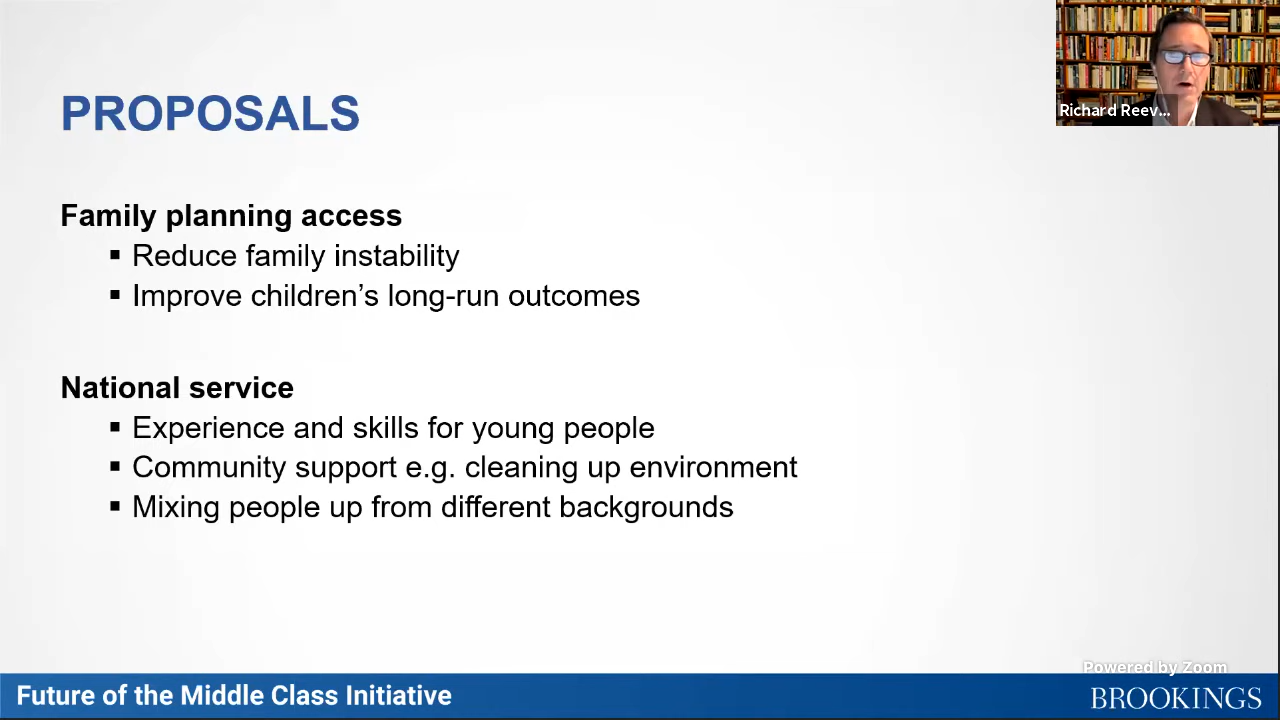 PROPOSALS
Richard Reev...
Family planning access
▪ Reduce family instability
▪ Improve children’s long-run outcomes
National service
▪ Experience and skills for young people
▪ Community support e.g. cleaning up environment
▪ Mixing people up from different backgrounds
Powered by Zoom
Future of the Middle Class Initiative
BROOKINGS